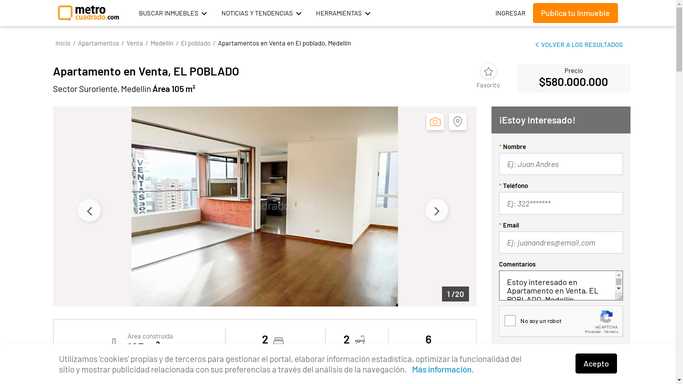 metro
cuadrado.com
BUSCAR INMUEBLES
NOTICIAS Y TENDENCIAS
HERRAMIENTAS
INGRESAR
Publica tu inmueble
Inicio / Apartamentos / Venta / Medellín / El poblado / Apartamentos en Venta en El poblado, Medellín
VOLVER A LOS RESULTADOS
Apartamento en Venta, EL POBLADO
Sector Suroriente, Medellín Área 105 m²
Favorito
Precio
$580.000.000
VENTAS
1 / 20
¡Estoy Interesado!
* Nombre
Ej: Juan Andres
* Teléfono
Ej: 322*******
* Email
Ej: juanandres@email.com
Comentarios
Estoy interesado en
Apartamento en Venta, EL
POBLADO, Medellín
No soy un robot
reCAPTCHA
Privacidad - Términos
Área construida
2
2
6
Utilizamos 'cookies' propias y de terceros para gestionar el portal, elaborar información estadística, optimizar la funcionalidad del
sitio y mostrar publicidad relacionada con sus preferencias a través del análisis de la navegación. Más información.
Acepto